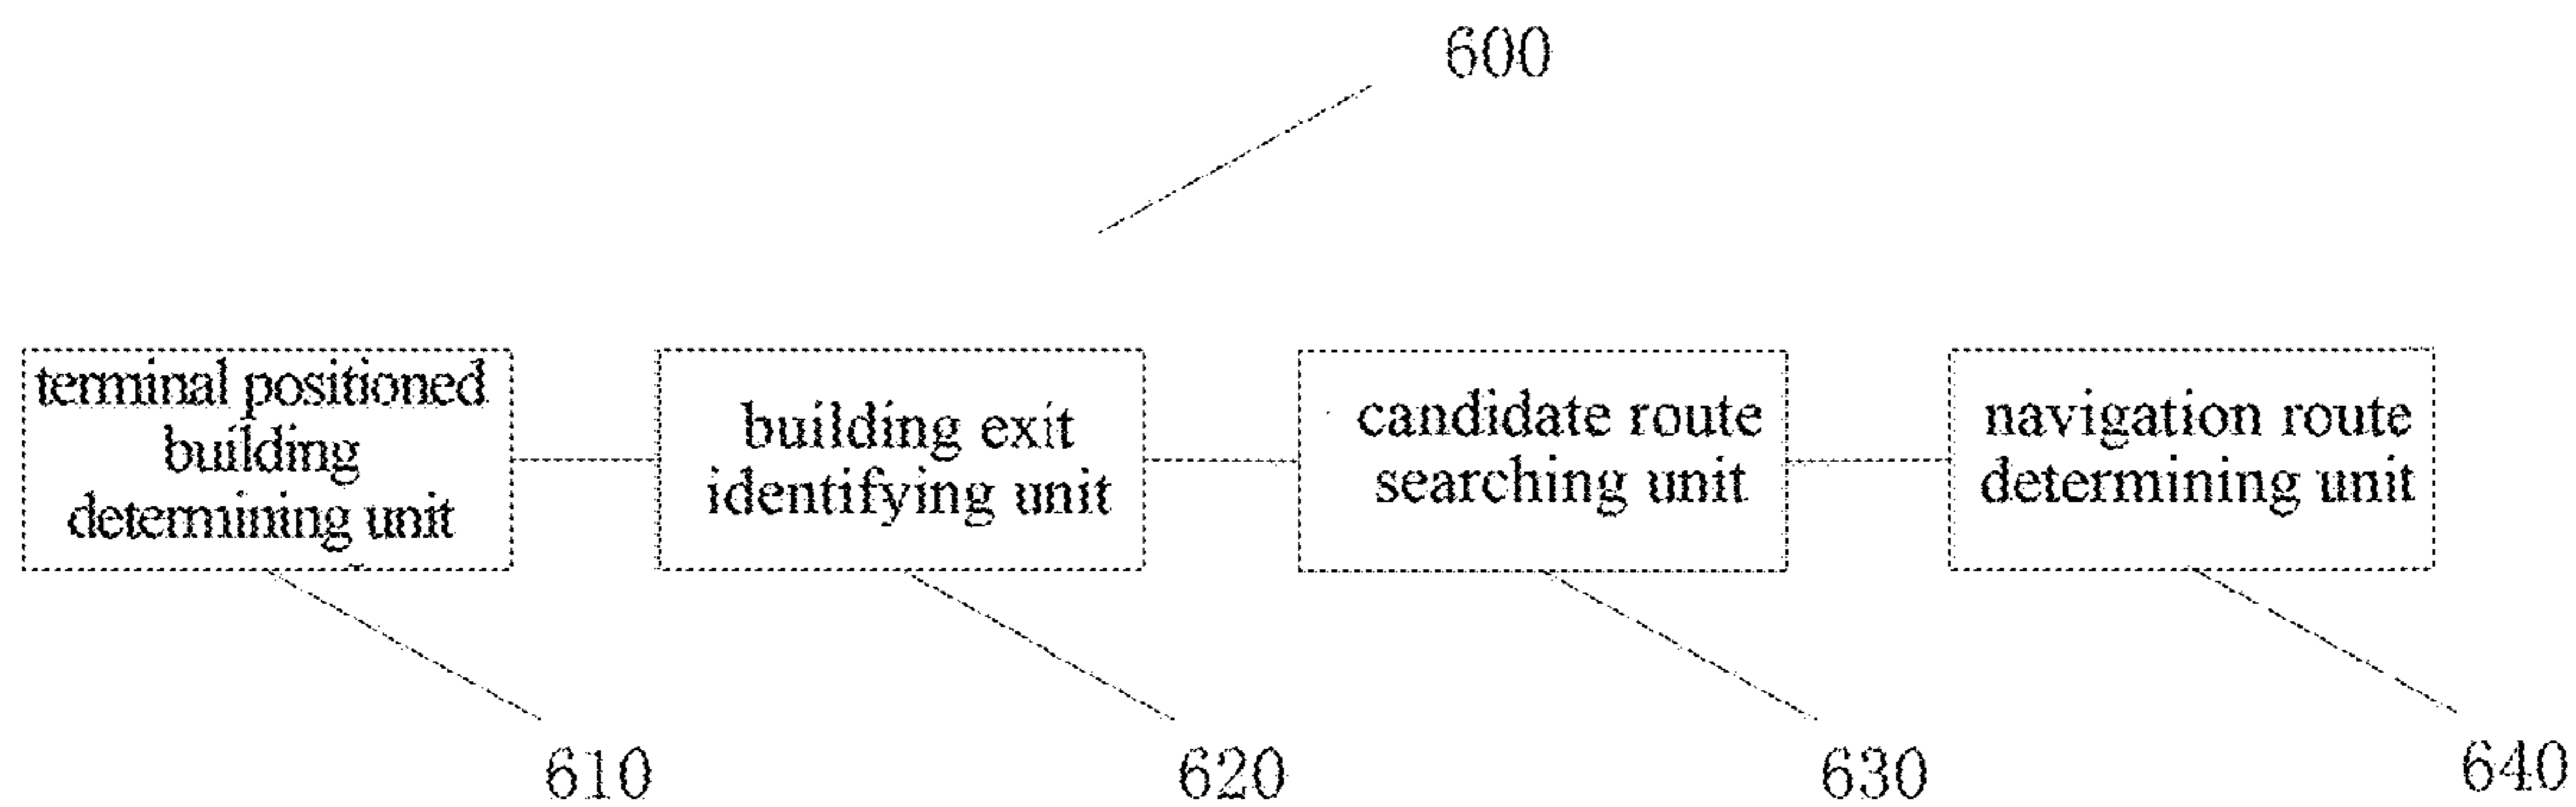 600
terminal positioned
building
determining unit
building exit
identifying unit
candidate route
searching unit
navigation route
determining unit
610
620
630
640